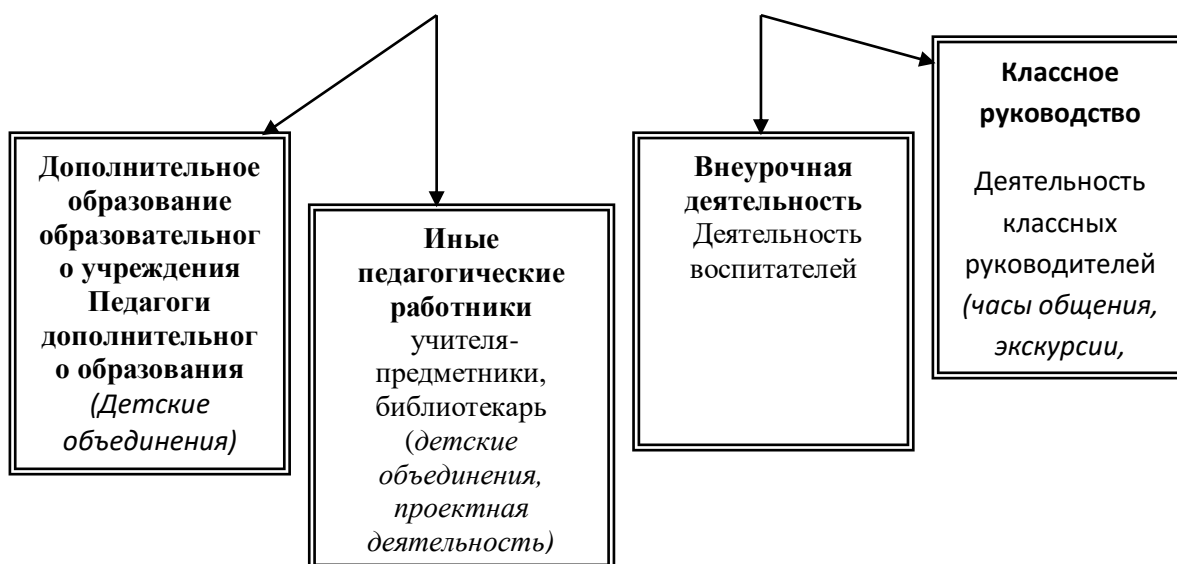 Дополнительное
образование
образовательног
о учреждения
Педагоги
дополнительног
о образования
(Детские
объединения)
Иные
педагогические
работники
учителя-
предметники,
библиотекарь
(детские
объединения,
проектная
деятельность)
Внеурочная
деятельность
Деятельность
воспитателей
Классное
руководство
Деятельность
классных
руководителей
(часы общения,
экскурсии,